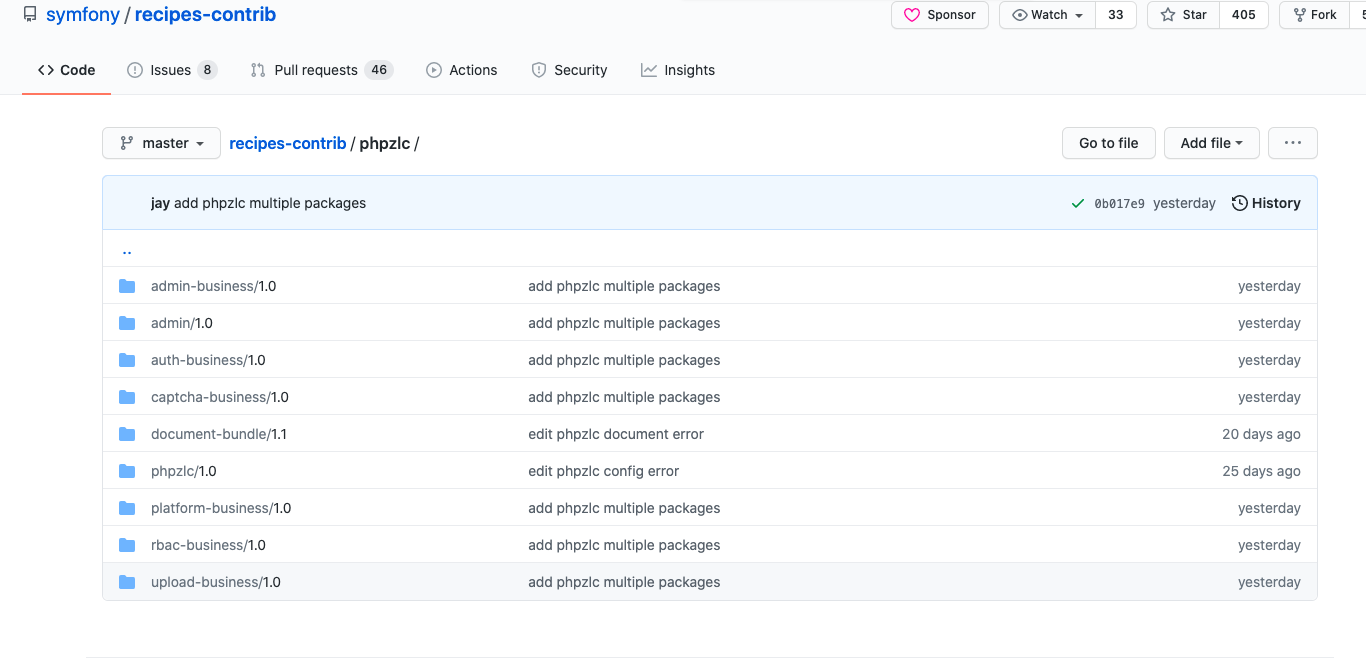 symfony / recipes-contrib
Sponsor
Watch 33
Star 405
Fork
Code
Issues 8
Pull requests 46
Actions
Security
Insights
master
recipes-contrib / phpzlc /
Go to file
Add file
jay add phpzlc multiple packages
0b017e9 yesterday
History
..
admin-business/1.0 add phpzlc multiple packages yesterday
admin/1.0 add phpzlc multiple packages yesterday
auth-business/1.0 add phpzlc multiple packages yesterday
captcha-business/1.0 add phpzlc multiple packages yesterday
document-bundle/1.1 edit phpzlc document error 20 days ago
phpzlc/1.0 edit phpzlc config error 25 days ago
platform-business/1.0 add phpzlc multiple packages yesterday
rbac-business/1.0 add phpzlc multiple packages yesterday
upload-business/1.0 add phpzlc multiple packages yesterday